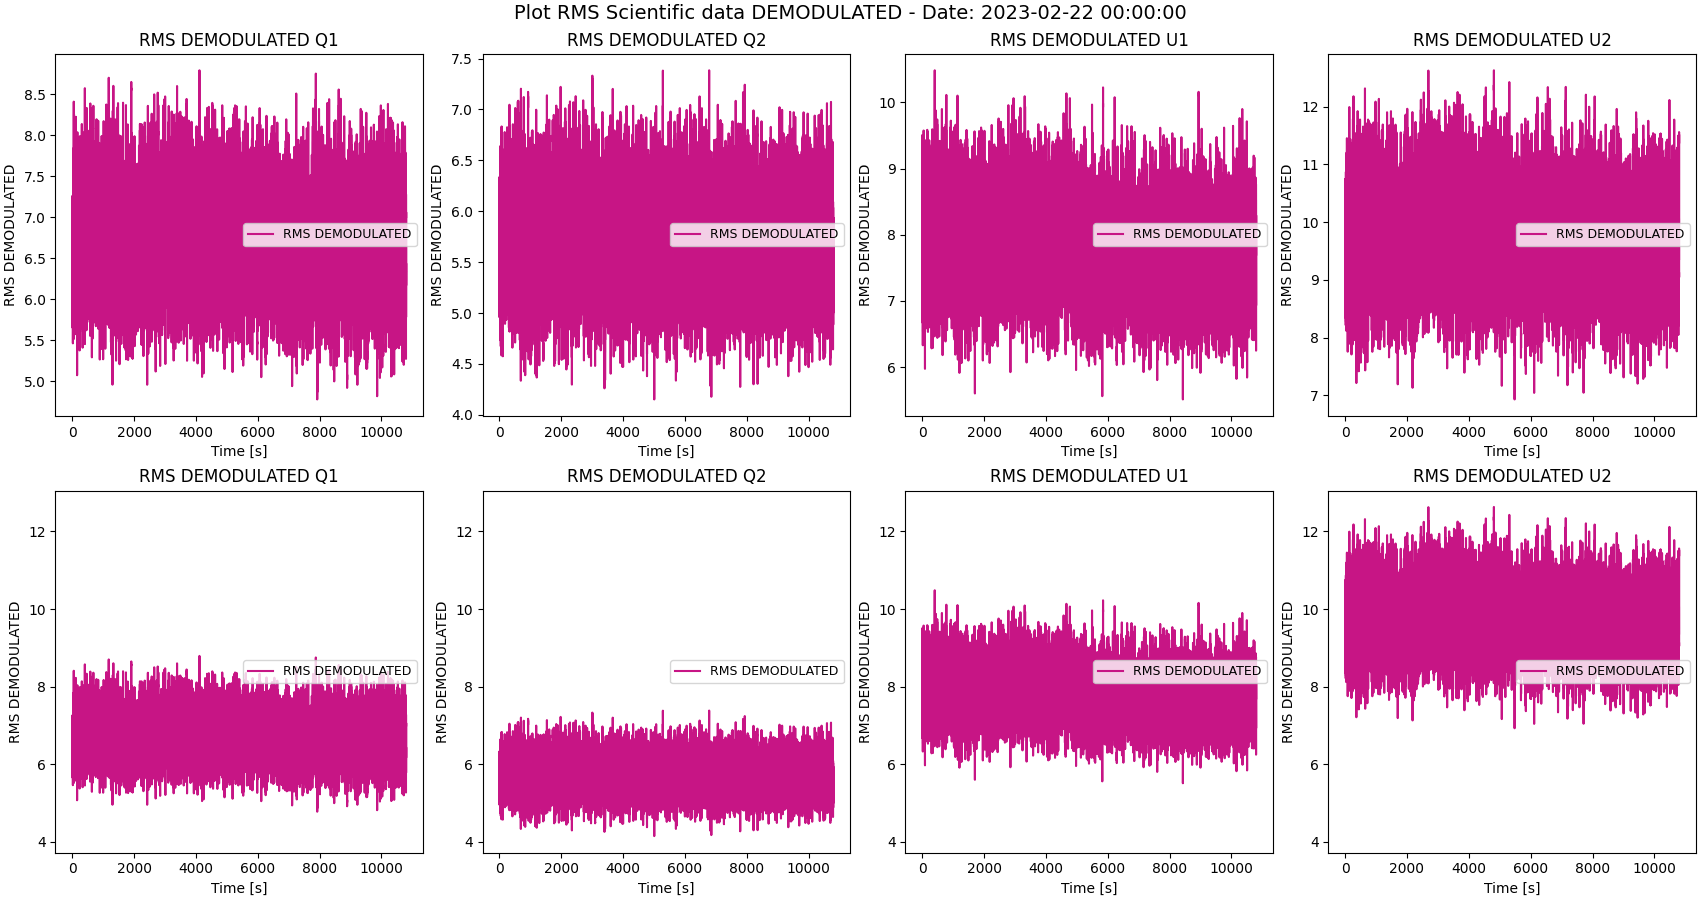 Plot RMS Scientific data DEMODULATED - Date: 2023-02-22 00:00:00
RMS DEMODULATED Q1
RMS DEMODULATED
8.5
8.0
7.5
7.0
6.5
6.0
5.5
5.0
RMS DEMODULATED
0 2000 4000 6000 8000 10000
Time [s]
RMS DEMODULATED Q2
RMS DEMODULATED
7.5
7.0
6.5
6.0
5.5
5.0
4.5
4.0
RMS DEMODULATED
0 2000 4000 6000 8000 10000
Time [s]
RMS DEMODULATED U1
RMS DEMODULATED
10
9
8
7
6
RMS DEMODULATED
0 2000 4000 6000 8000 10000
Time [s]
RMS DEMODULATED U2
RMS DEMODULATED
12
11
10
9
8
7
RMS DEMODULATED
0 2000 4000 6000 8000 10000
Time [s]
RMS DEMODULATED Q1
RMS DEMODULATED
12
10
8
6
4
RMS DEMODULATED
0 2000 4000 6000 8000 10000
Time [s]
RMS DEMODULATED Q2
RMS DEMODULATED
12
10
8
6
4
RMS DEMODULATED
0 2000 4000 6000 8000 10000
Time [s]
RMS DEMODULATED U1
RMS DEMODULATED
12
10
8
6
4
RMS DEMODULATED
0 2000 4000 6000 8000 10000
Time [s]
RMS DEMODULATED U2
RMS DEMODULATED
12
10
8
6
4
RMS DEMODULATED
0 2000 4000 6000 8000 10000
Time [s]